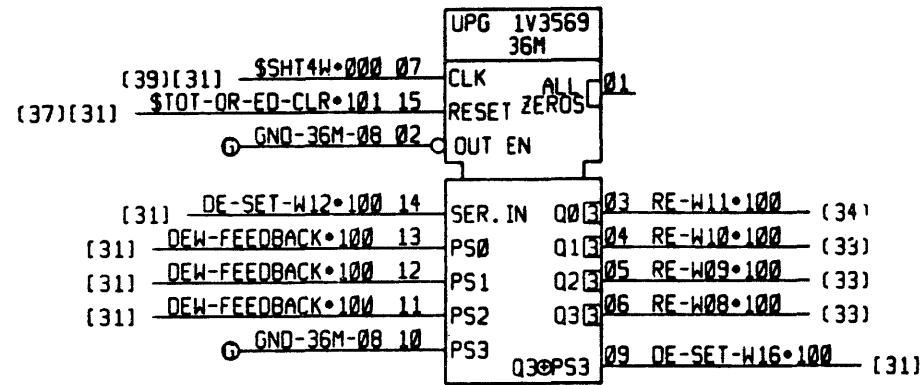 UPG 1V3569
36M
(39)[31] $SHT4W•000 07 CLK ALL ZEROS 01
(37)[31] $TOT-OR-ED-CLR•101 15 RESET
G GND-36M-08 02 OUT EN
[31] DE-SET-W12•100 14 SER.IN Q0 3 03 RE-W11•100 (34)
[31] DEW-FEEDBACK•100 13 PS0 Q1 3 04 RE-W10•100 (33)
[31] DEW-FEEDBACK•100 12 PS1 Q2 3 05 RE-W09•100 (33)
[31] DEW-FEEDBACK•100 11 PS2 Q3 3 06 RE-W08•100 (33)
G GND-36M-08 10 PS3
Q3⊕PS3 09 DE-SET-W16•100 [31]